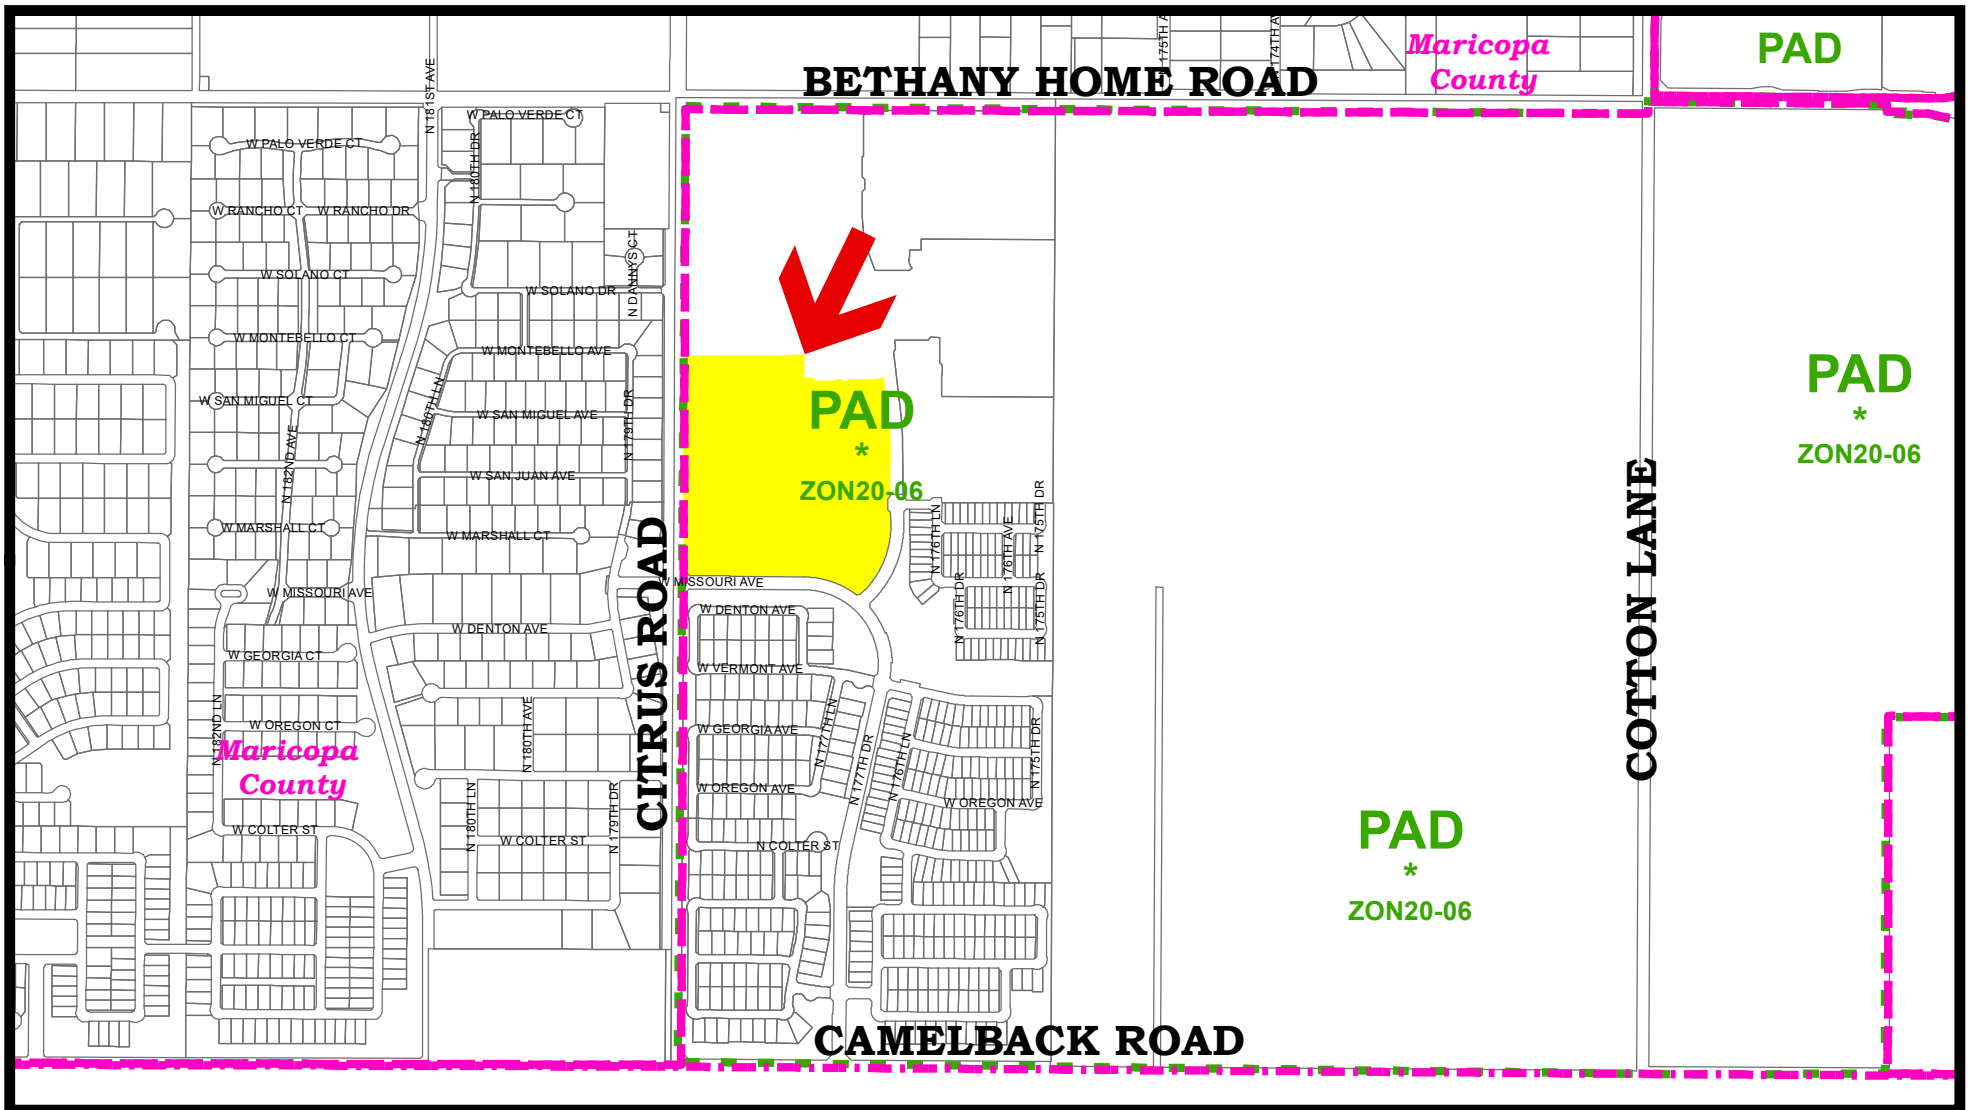 N 175TH A
N 174TH AV
Maricopa
County
PAD
BETHANY HOME ROAD
N 181ST AVE
W PALO VERDE CT
W PALO VERDE CT
N 180TH DR
W RANCHO CT
W RANCHO DR
N DANNYS CT
W SOLANO CT
W SOLANO DR
W MONTEBELLO CT
W MONTEBELLO AVE
N 180TH LN
N 179TH DR
W SAN MIGUEL CT
W SAN MIGUEL AVE
N 182ND AVE
W SAN JUAN AVE
W MARSHALL CT
W MARSHALL CT
PAD
*
ZON20-06
PAD
*
ZON20-06
CITRUS ROAD
COTTON LANE
N 176TH LN
N 176TH AVE
N 175TH DR
N 176TH DR
N 175TH DR
W MISSOURI AVE
W MISSOURI AVE
W DENTON AVE
W DENTON AVE
W GEORGIA CT
W VERMONT AVE
N 182ND LN
W OREGON CT
N 180TH AVE
W GEORGIA AVE
N 177TH LN
N 177TH DR
N 176TH LN
N 175TH DR
Maricopa
County
W OREGON AVE
W OREGON AVE
N 180TH LN
N 179TH DR
W COLTER ST
W COLTER ST
N COLTER ST
PAD
*
ZON20-06
CAMELBACK ROAD